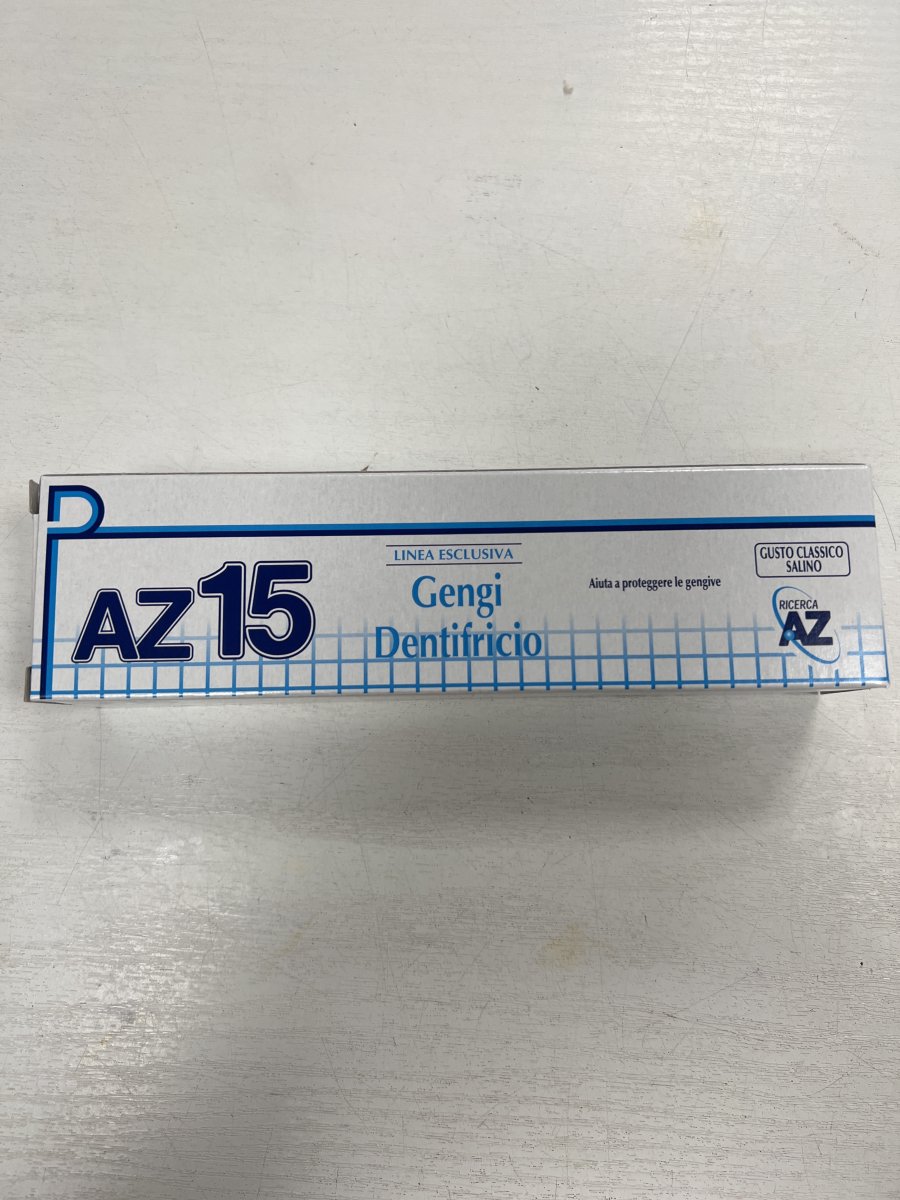 AZ15
LINEA ESCLUSIVA
Gengi
Dentifricio
Aiuta a proteggere le gengive
GUSTO CLASSICO
SALINO
RICERCA
AZ